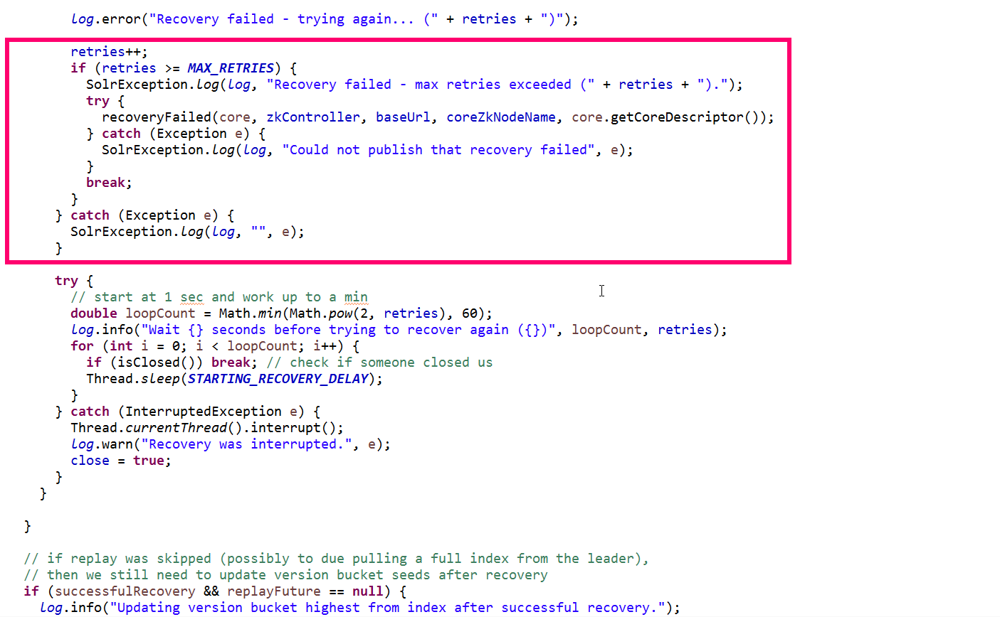 log.error("Recovery failed - trying again... (" + retries + ")");
retries++;
if (retries >= MAX_RETRIES) {
SolrException.log(log, "Recovery failed - max retries exceeded (" + retries + ").");
try {
recoveryFailed(core, zkController, baseUrl, coreZkNodeName, core.getCoreDescriptor());
} catch (Exception e) {
SolrException.log(log, "Could not publish that recovery failed", e);
}
break;
}
} catch (Exception e) {
SolrException.log(log, "", e);
}
try {
// start at 1 sec and work up to a min
double loopCount = Math.min(Math.pow(2, retries), 60);
log.info("Wait {} seconds before trying to recover again ({})", loopCount, retries);
for (int i = 0; i < loopCount; i++) {
if (isClosed()) break; // check if someone closed us
Thread.sleep(STARTING_RECOVERY_DELAY);
}
} catch (InterruptedException e) {
Thread.currentThread().interrupt();
log.warn("Recovery was interrupted.", e);
close = true;
}
}
}
// if replay was skipped (possibly to due pulling a full index from the leader),
// then we still need to update version bucket seeds after recovery
if (successfulRecovery && replayFuture == null) {
log.info("Updating version bucket highest from index after successful recovery.");